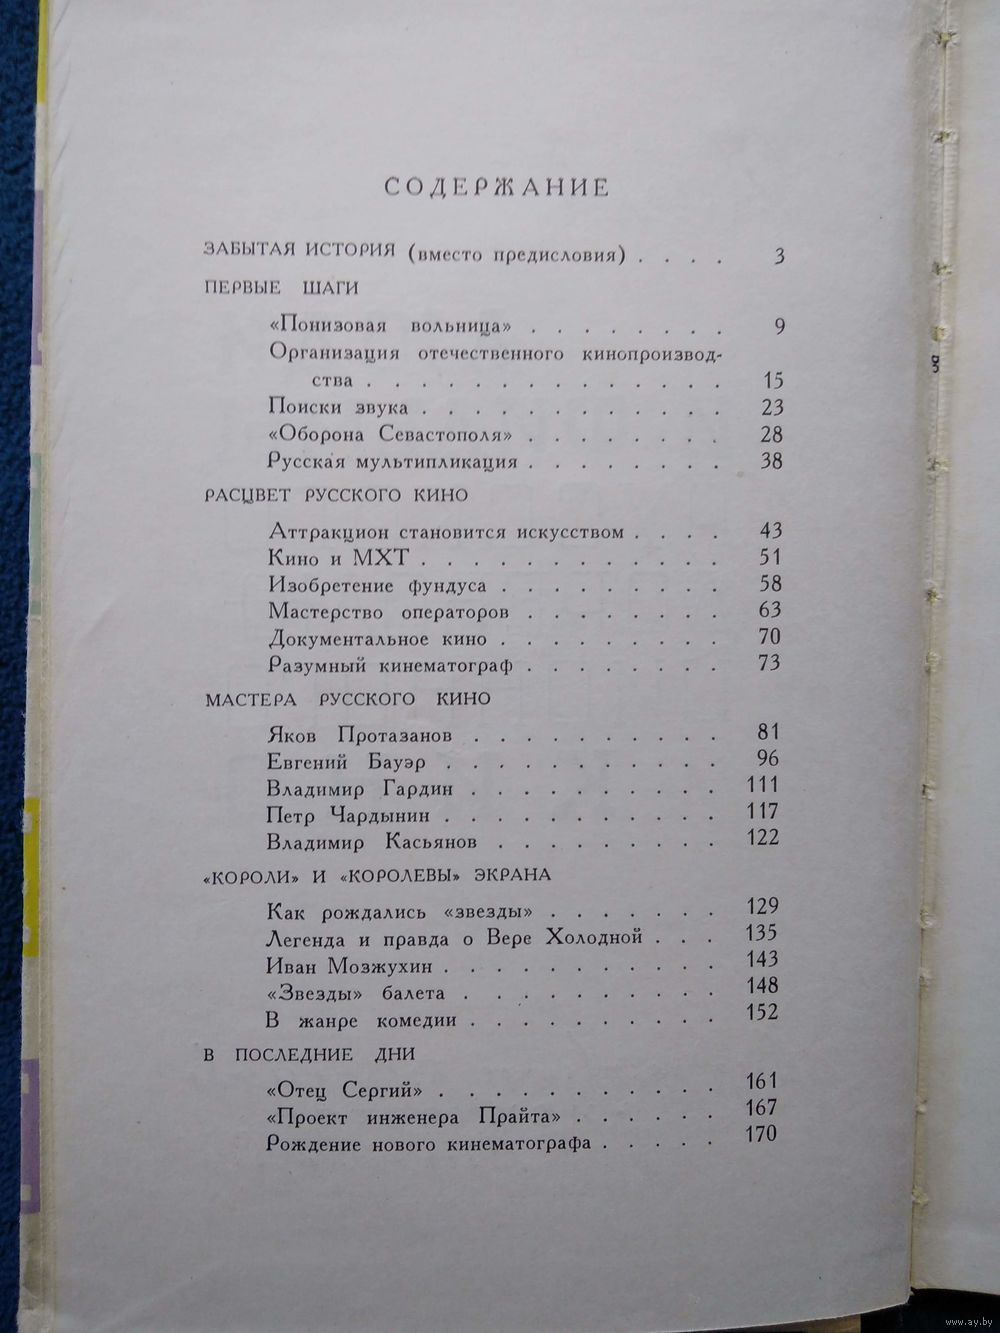 СОДЕРЖАНИЕ
ЗАБЫТАЯ ИСТОРИЯ (вместо предисловия) . . . . 3
ПЕРВЫЕ ШАГИ
«Понизовая вольница» . . . . . . . . 9
Организация отечественного кинопроизвод-
ства . . . . . . . . . . . . . . 15
Поиски звука . . . . . . . . . . . . 23
«Оборона Севастополя» . . . . . . . . 28
Русская мультипликация . . . . . . . . 38
РАСЦВЕТ РУССКОГО КИНО
Аттракцион становится искусством . . . . 43
Кино и МХТ . . . . . . . . . . . . 51
Изобретение фундуса . . . . . . . . . 58
Мастерство операторов . . . . . . . . 63
Документальное кино . . . . . . . . . 70
Разумный кинематограф . . . . . . . . 73
МАСТЕРА РУССКОГО КИНО
Яков Протазанов . . . . . . . . . . 81
Евгений Бауэр . . . . . . . . . . . 96
Владимир Гардин . . . . . . . . . . 111
Петр Чардынин . . . . . . . . . . . 117
Владимир Касьянов . . . . . . . . . 122
«КОРОЛИ» И «КОРОЛЕВЫ» ЭКРАНА
Как рождались «звезды» . . . . . . . 129
Легенда и правда о Вере Холодной . . . 135
Иван Мозжухин . . . . . . . . . . . 143
«Звезды» балета . . . . . . . . . . 148
В жанре комедии . . . . . . . . . . 152
В ПОСЛЕДНИЕ ДНИ
«Отец Сергий» . . . . . . . . . . . 161
«Проект инженера Прайта» . . . . . . 167
Рождение нового кинематографа . . . . . 170
www.ay.by